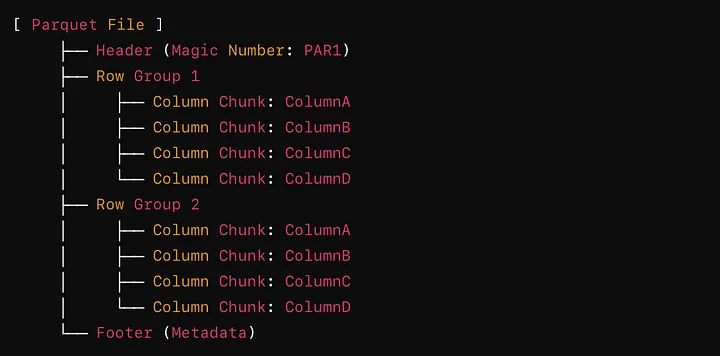 [ Parquet File ]
├── Header (Magic Number: PAR1)
├── Row Group 1
│    ├── Column Chunk: ColumnA
│    ├── Column Chunk: ColumnB
│    ├── Column Chunk: ColumnC
│    └── Column Chunk: ColumnD
├── Row Group 2
│    ├── Column Chunk: ColumnA
│    ├── Column Chunk: ColumnB
│    ├── Column Chunk: ColumnC
│    └── Column Chunk: ColumnD
└── Footer (Metadata)